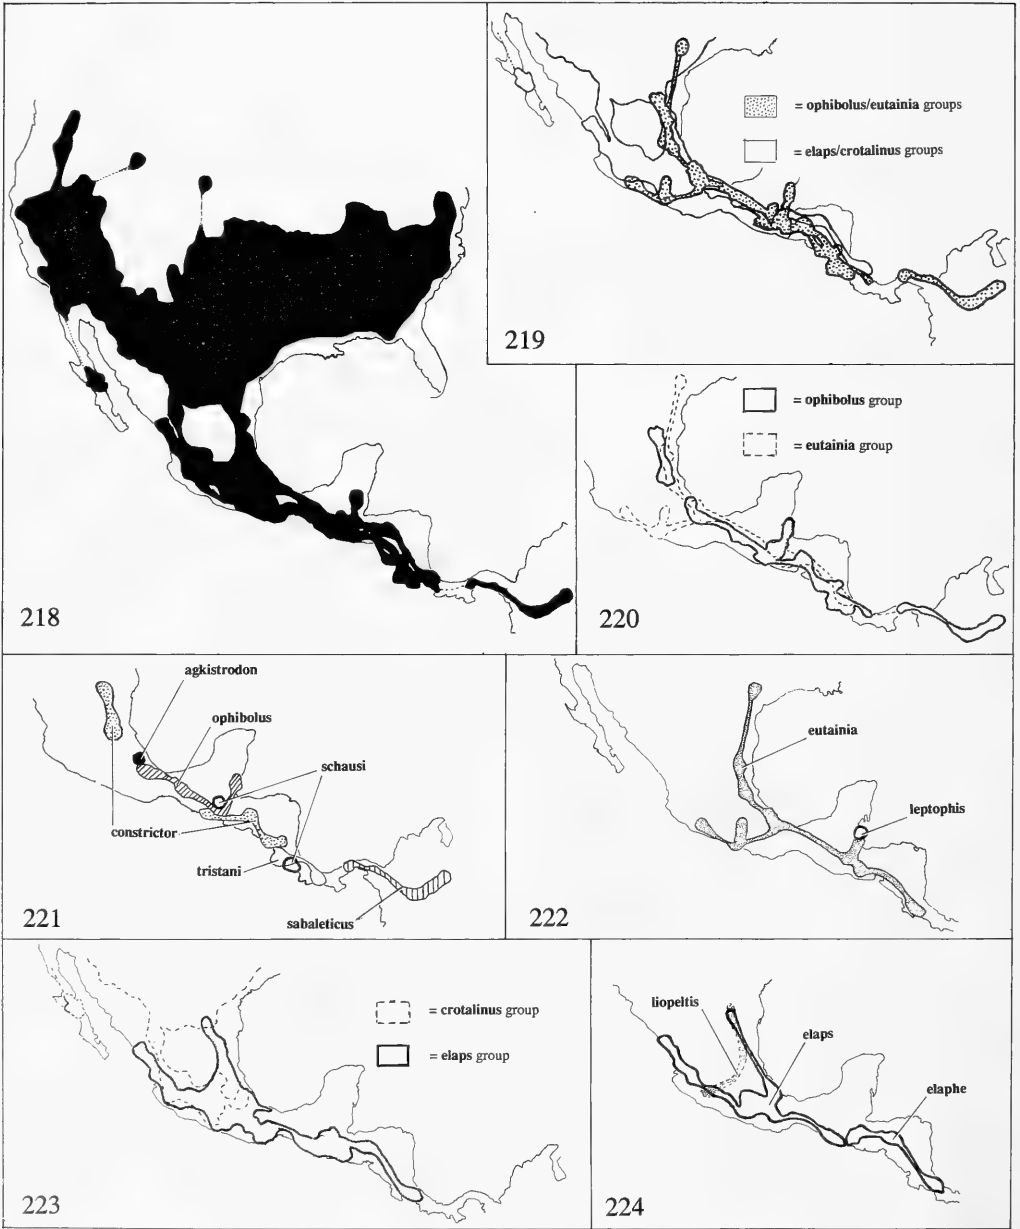 218
= ophibolus/eutainia groups
= elaps/crotalinus groups
219
= ophibolus group
= eutainia group
220
agkistrodon
ophibolus
schausi
constrictor
tristani
sabaleticus
221
eutainia
leptophis
222
= crotalinus group
= elaps group
223
liopeltis
elaps
elaphe
224